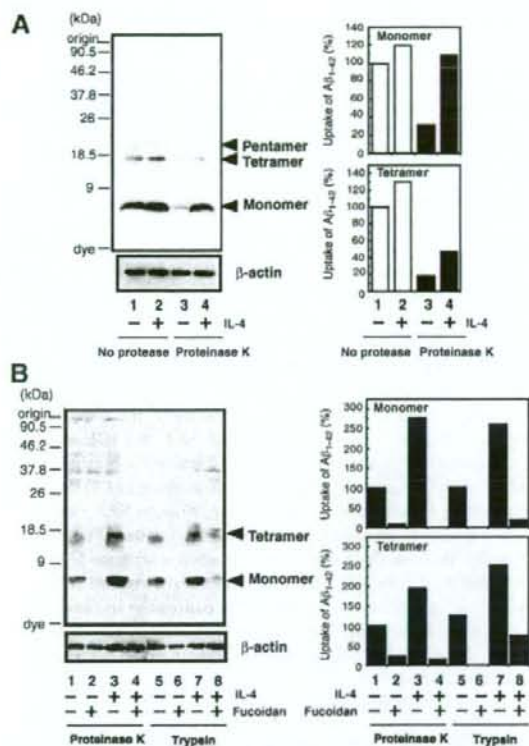 A
(kDa)
origin
90.5
46.2
37.8
26
18.5
9
dye
Pentamer
Tetramer
Monomer
β-actin
1 2 3 4
− + − + IL-4
No protease Proteinase K
Uptake of Aβ1–42 (%)
140
120
100
80
60
40
20
0
Monomer
Uptake of Aβ1–42 (%)
140
120
100
80
60
40
20
0
Tetramer
1 2 3 4
− + − + IL-4
No protease Proteinase K
B
(kDa)
origin
90.5
46.2
37.8
26
18.5
9
dye
Tetramer
Monomer
β-actin
1 2 3 4 5 6 7 8
− − + + − − + + IL-4
− + − + − + − + Fucoidan
Proteinase K Trypsin
Uptake of Aβ1–42 (%)
300
250
200
150
100
50
0
Monomer
Uptake of Aβ1–42 (%)
300
250
200
150
100
50
0
Tetramer
1 2 3 4 5 6 7 8
IL-4 − − + + − − + +
Fucoidan − + − + − + − +
Proteinase K Trypsin